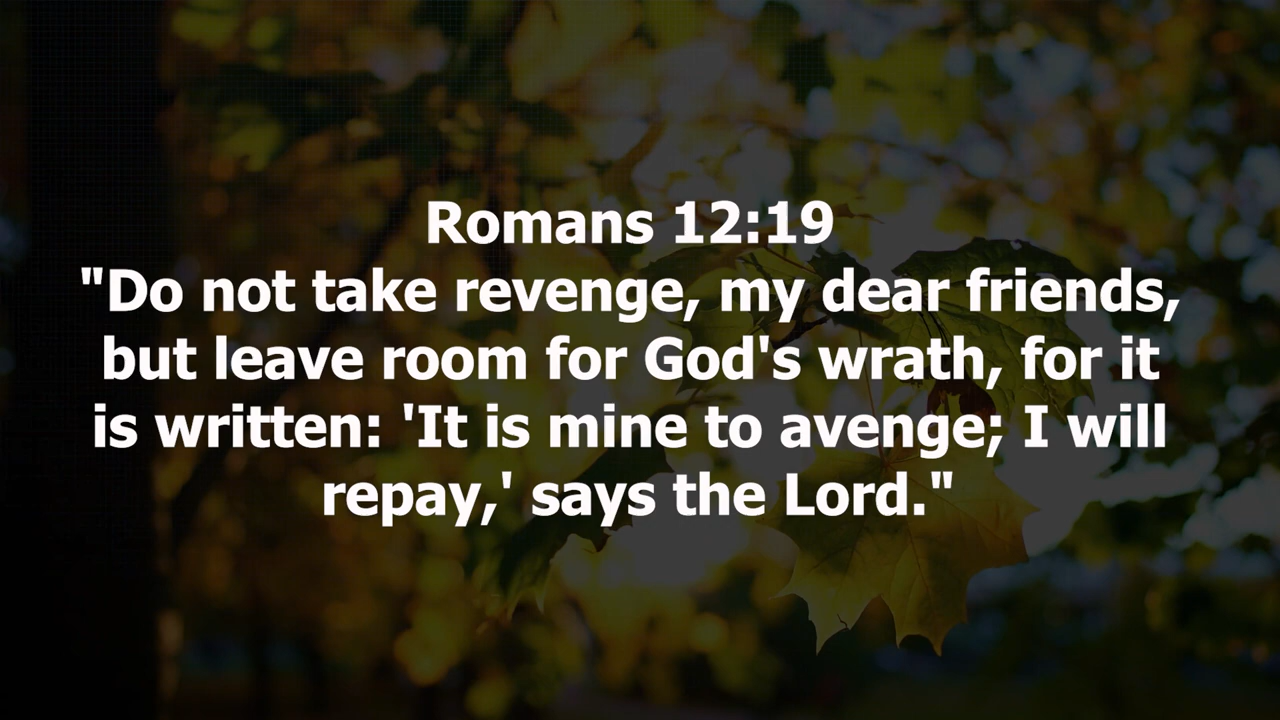 Romans 12:19
"Do not take revenge, my dear friends,
but leave room for God's wrath, for it
is written: 'It is mine to avenge; I will
repay,' says the Lord."